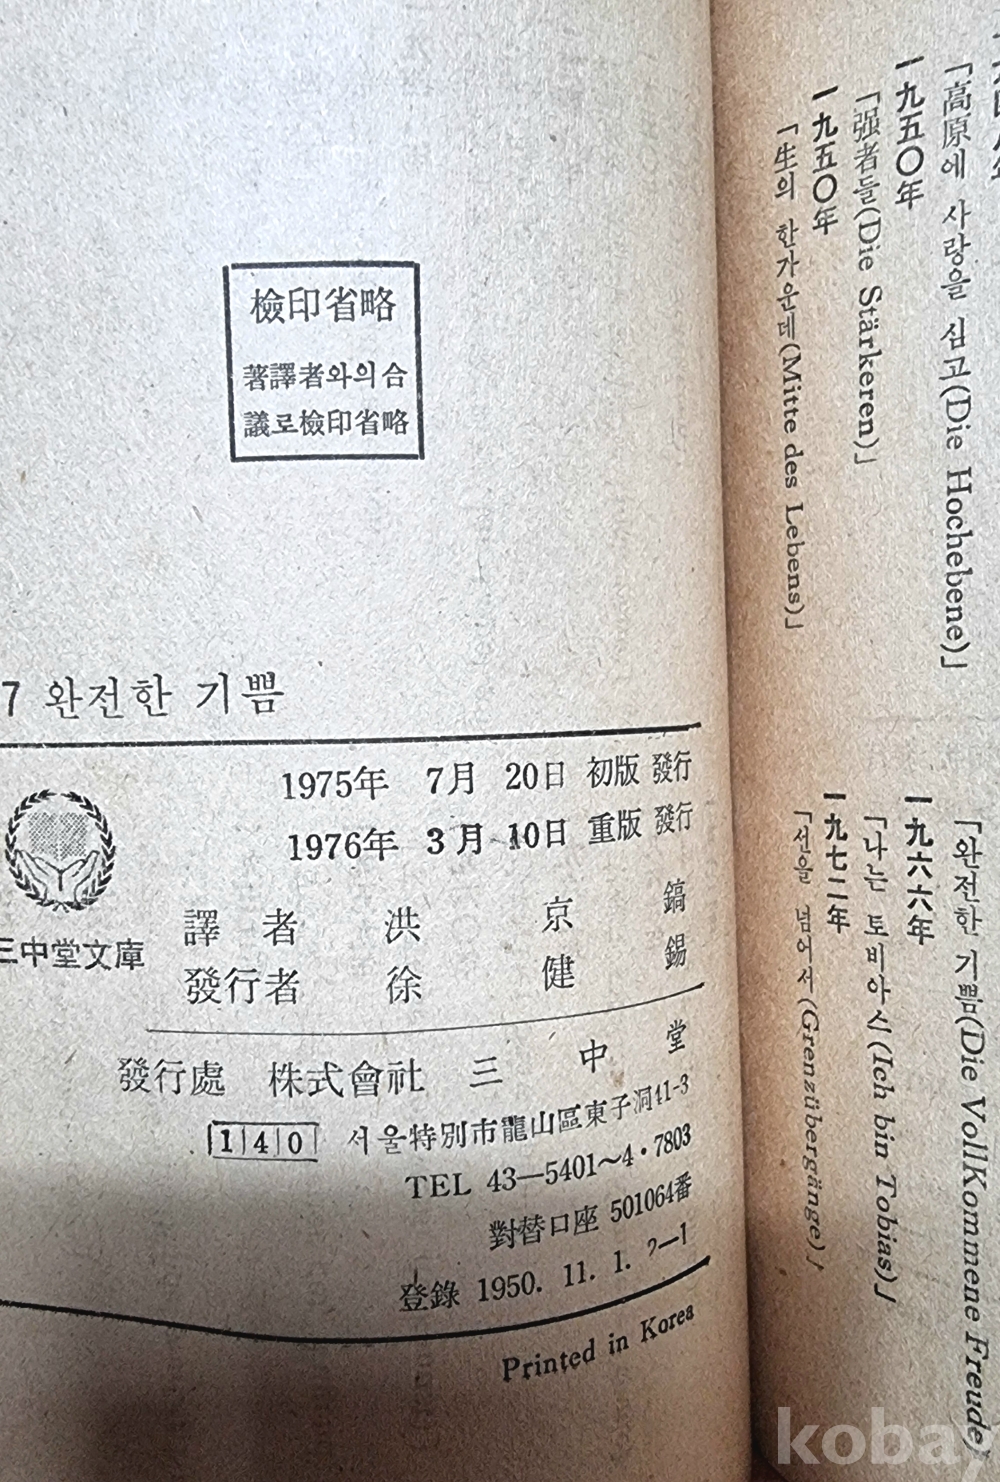 檢印省略
著譯者와의合
議로檢印省略
7 완전한 기쁨
1975年 7月 20日 初版 發行
1976年 3月 10日 重版 發行
三中堂文庫
譯者 洪京鎬
發行者 徐健錫
發行處 株式會社 三中堂
140 서울特別市龍山區東子洞41-3
TEL 43—5401~4·7803
對替口座 501064番
登錄 1950. 11. 1. 2—1
Printed in Korea
「高原에 사랑을 심고(Die Hochebene)」
一九五〇年
「强者들(Die Stärkeren)」
一九五〇年
「生의 한가운데(Mitte des Lebens)」
「완전한 기쁨(Die VollKommene Freude)
一九六六年
「나는 토비아스(Ich bin Tobias)」
一九七二年
「선을 넘어서(Grenzübergänge)」
kobay